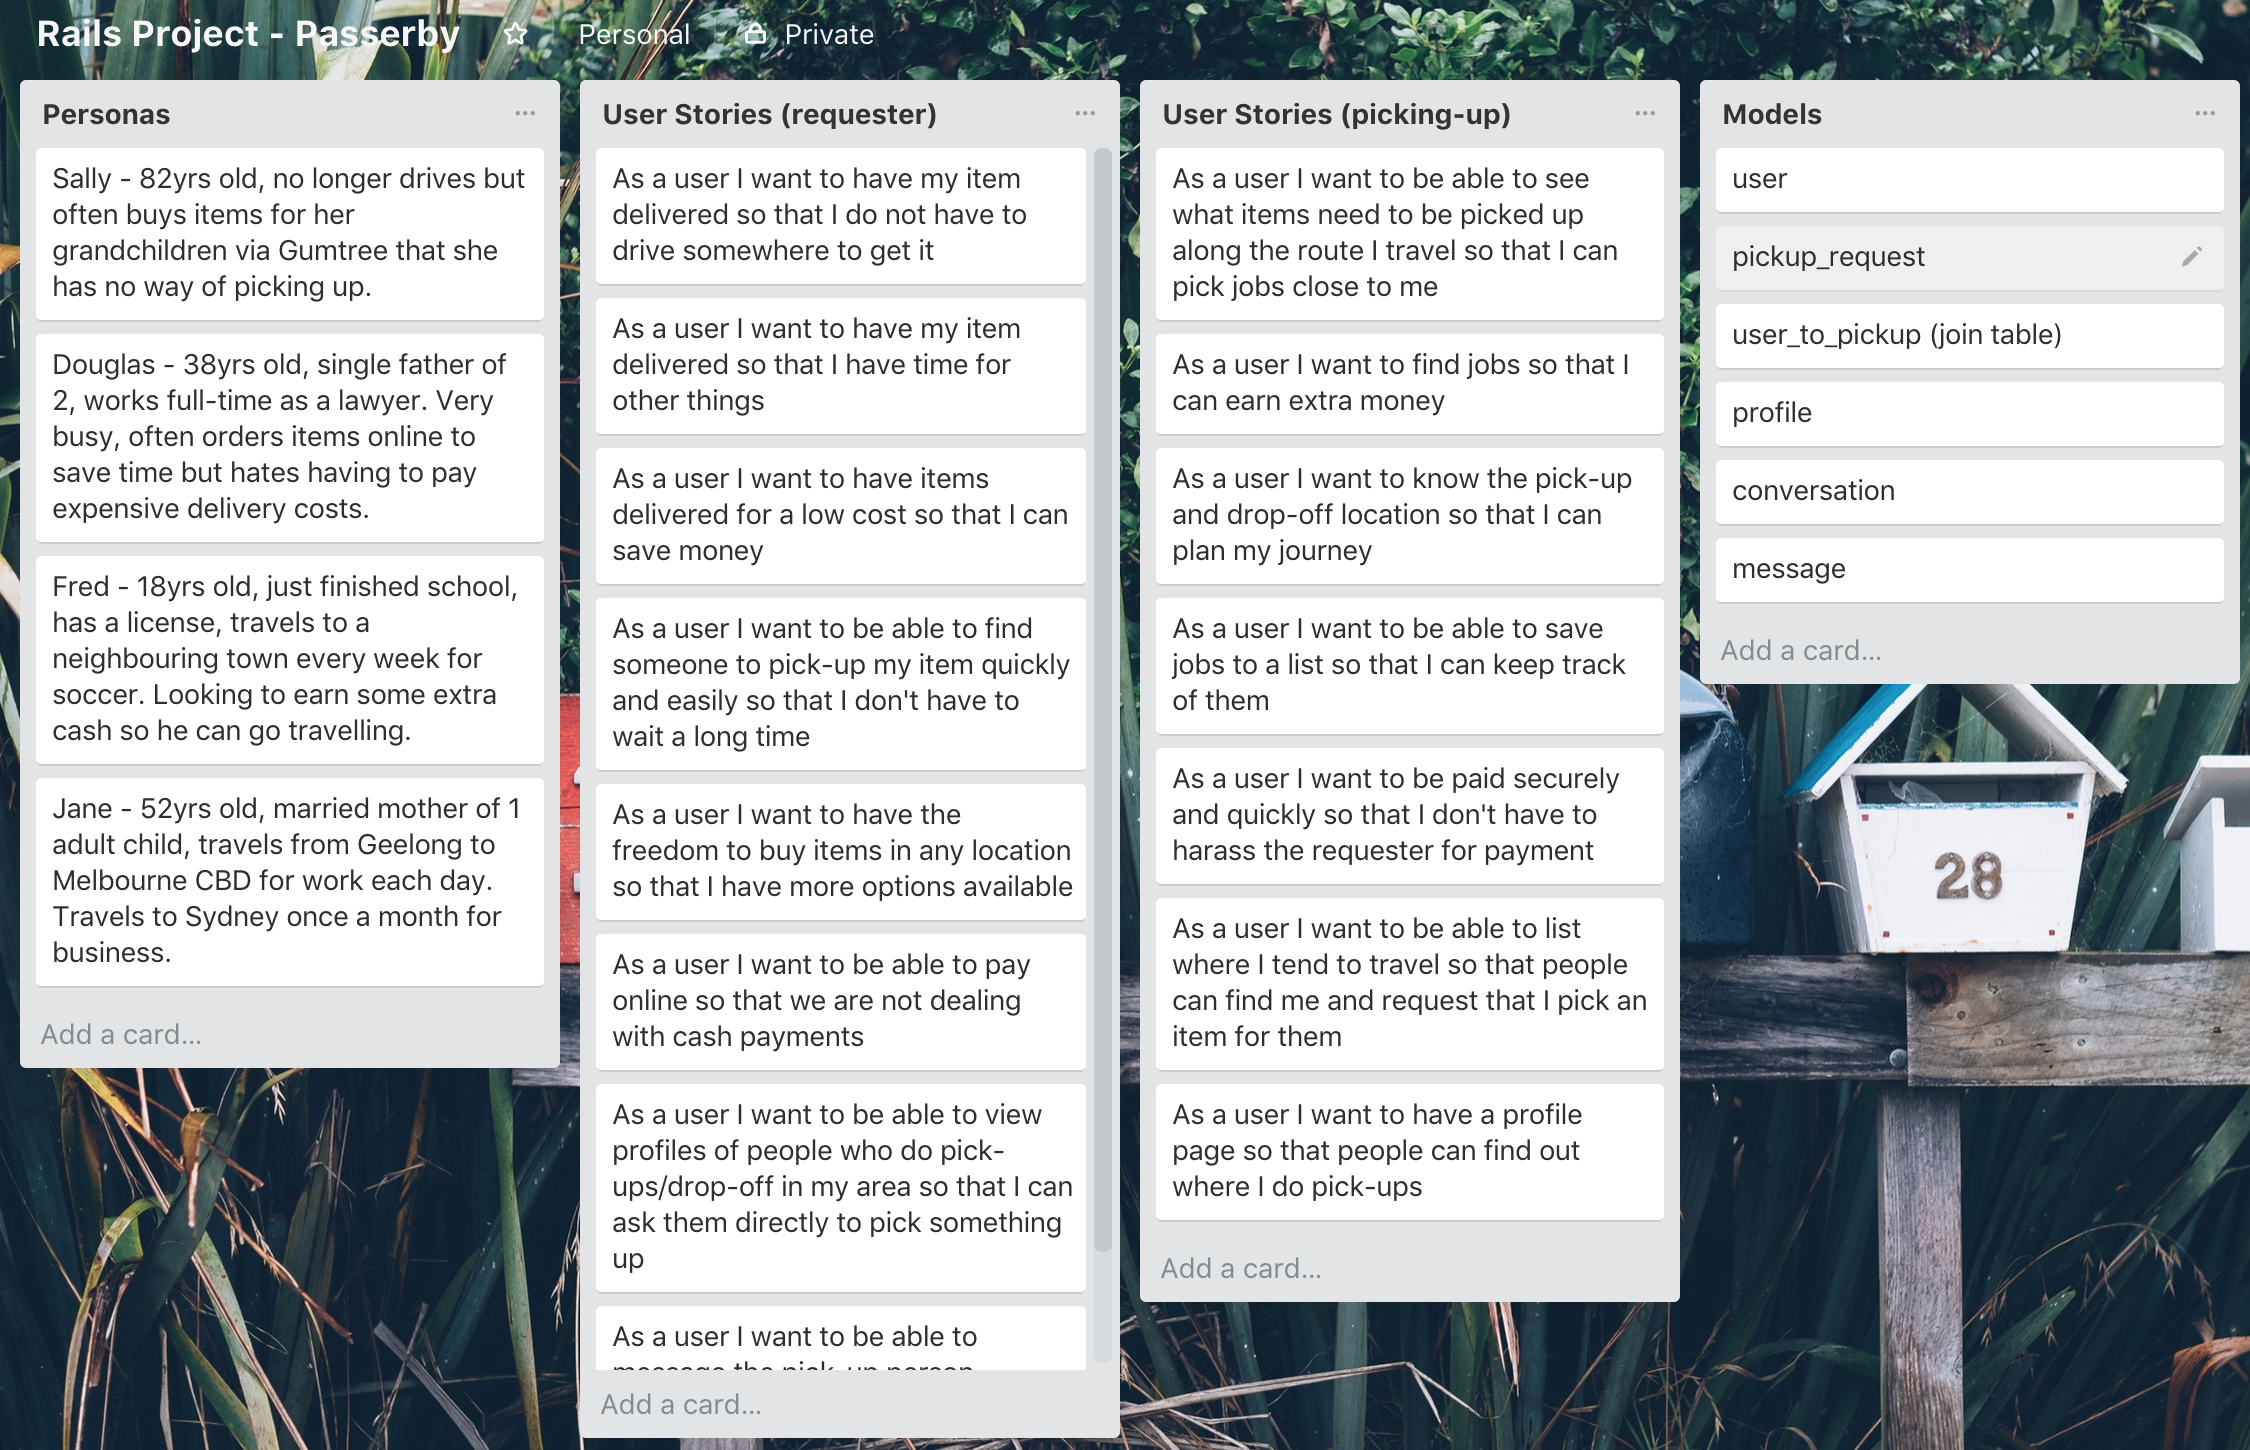 Rails Project - Passerby
Personal
Private
Personas
Sally - 82yrs old, no longer drives but
often buys items for her
grandchildren via Gumtree that she
has no way of picking up.
Douglas - 38yrs old, single father of
2, works full-time as a lawyer. Very
busy, often orders items online to
save time but hates having to pay
expensive delivery costs.
Fred - 18yrs old, just finished school,
has a license, travels to a
neighbouring town every week for
soccer. Looking to earn some extra
cash so he can go travelling.
Jane - 52yrs old, married mother of 1
adult child, travels from Geelong to
Melbourne CBD for work each day.
Travels to Sydney once a month for
business.
Add a card...
User Stories (requester)
As a user I want to have my item
delivered so that I do not have to
drive somewhere to get it
As a user I want to have my item
delivered so that I have time for
other things
As a user I want to have items
delivered for a low cost so that I can
save money
As a user I want to be able to find
someone to pick-up my item quickly
and easily so that I don't have to
wait a long time
As a user I want to have the
freedom to buy items in any location
so that I have more options available
As a user I want to be able to pay
online so that we are not dealing
with cash payments
As a user I want to be able to view
profiles of people who do pick-
ups/drop-off in my area so that I can
ask them directly to pick something
up
As a user I want to be able to
message the pick-up person
Add a card...
User Stories (picking-up)
As a user I want to be able to see
what items need to be picked up
along the route I travel so that I can
pick jobs close to me
As a user I want to find jobs so that I
can earn extra money
As a user I want to know the pick-up
and drop-off location so that I can
plan my journey
As a user I want to be able to save
jobs to a list so that I can keep track
of them
As a user I want to be paid securely
and quickly so that I don't have to
harass the requester for payment
As a user I want to be able to list
where I tend to travel so that people
can find me and request that I pick an
item for them
As a user I want to have a profile
page so that people can find out
where I do pick-ups
Add a card...
Models
user
pickup_request
user_to_pickup (join table)
profile
conversation
message
Add a card...
28